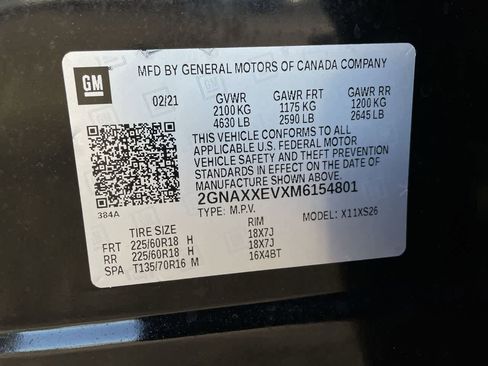 GM
MFD BY GENERAL MOTORS OF CANADA COMPANY
02/21 GVWR GAWR FRT GAWR RR
2100 KG 1175 KG 1200 KG
4630 LB 2590 LB 2645 LB
THIS VEHICLE CONFORMS TO ALL
APPLICABLE U.S. FEDERAL MOTOR
VEHICLE SAFETY AND THEFT PREVENTION
STANDARDS IN EFFECT ON THE DATE OF
MANUFACTURE SHOWN ABOVE.
384A
2GNAXXEVXM6154801
TYPE: M.P.V. MODEL: X11XS26
TIRE SIZE RIM
FRT 225/60R18 H 18X7J
RR 225/60R18 H 18X7J
SPA T135/70R16 M 16X4BT